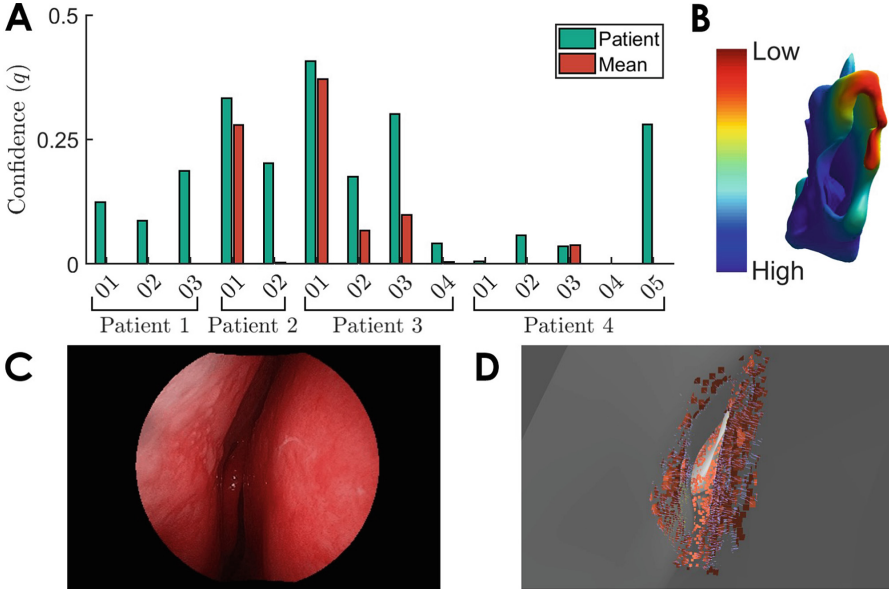 A
0.5
0.25
0
Confidence (q)
Patient
Mean
01 02 03 01 02 01 02 03 04 01 02 03 04 05
Patient 1 Patient 2 Patient 3 Patient 4
B
Low
High
C
D